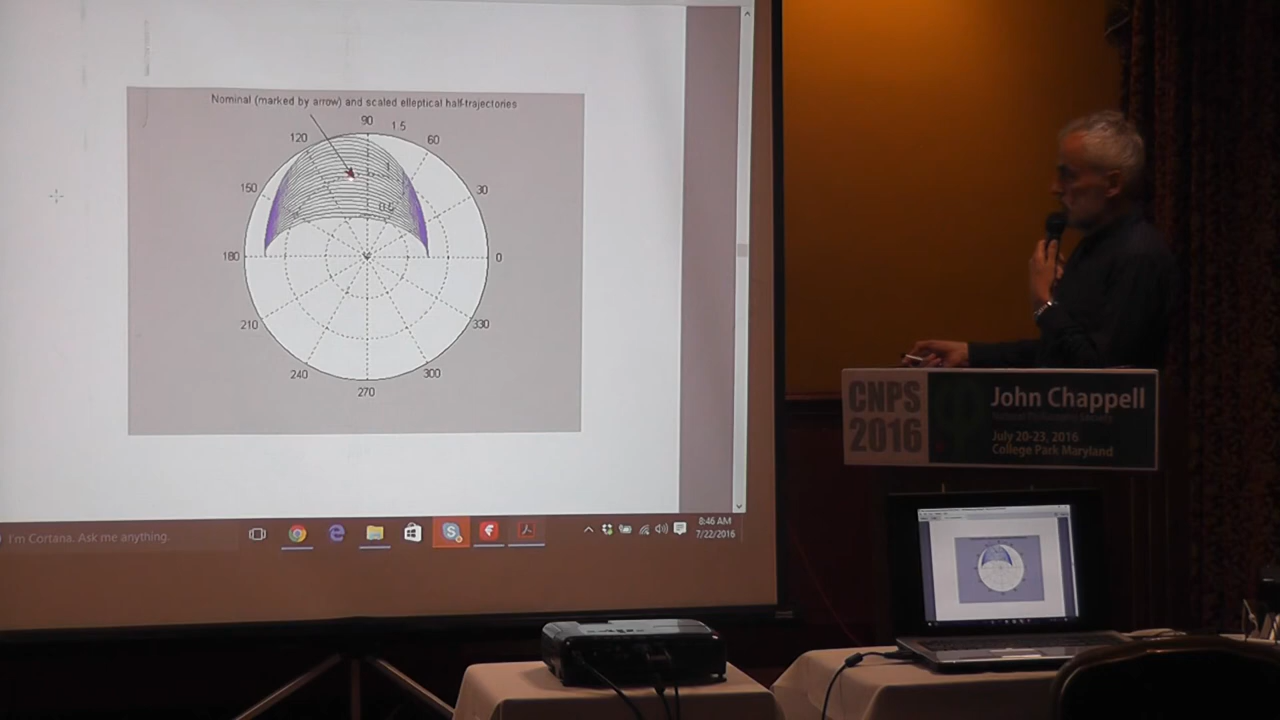 Nominal (marked by arrow) and scaled elleptical half-trajectories
90
1.5
120
60
1
150
30
0.5
180
0
210
330
240
300
270
I'm Cortana. Ask me anything.
8:46 AM
7/22/2016
CNPS
2016
John Chappell
July 20-23, 2016
College Park Maryland